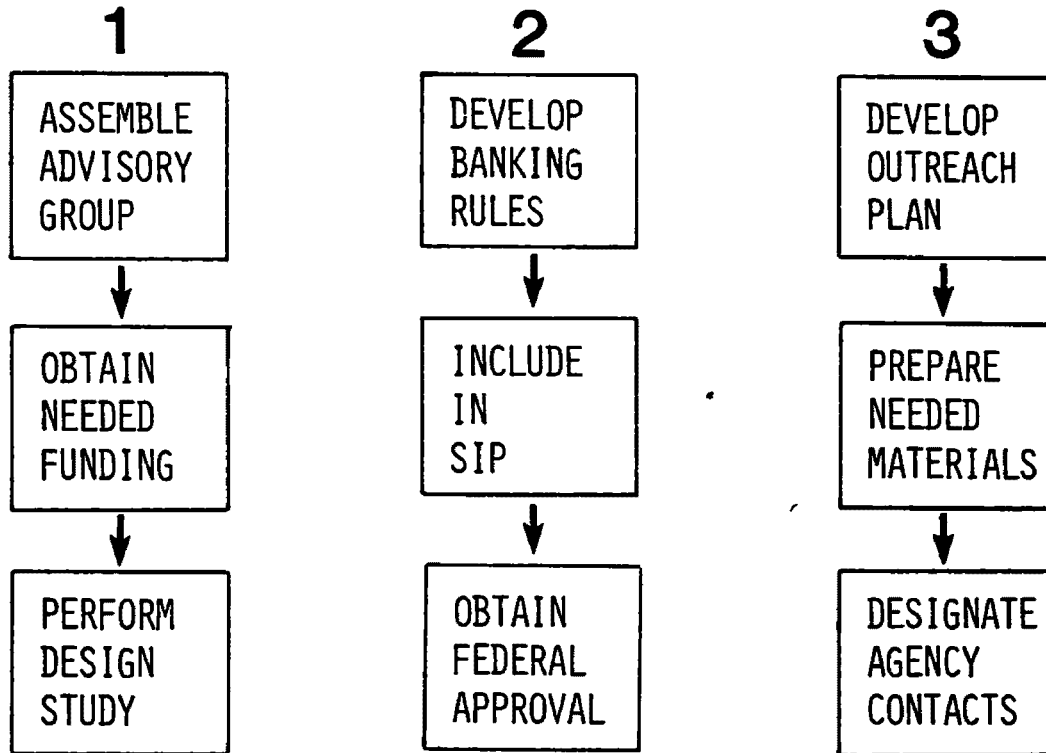 1
ASSEMBLE
ADVISORY
GROUP
OBTAIN
NEEDED
FUNDING
PERFORM
DESIGN
STUDY
2
DEVELOP
BANKING
RULES
INCLUDE
IN
SIP
OBTAIN
FEDERAL
APPROVAL
3
DEVELOP
OUTREACH
PLAN
PREPARE
NEEDED
MATERIALS
DESIGNATE
AGENCY
CONTACTS